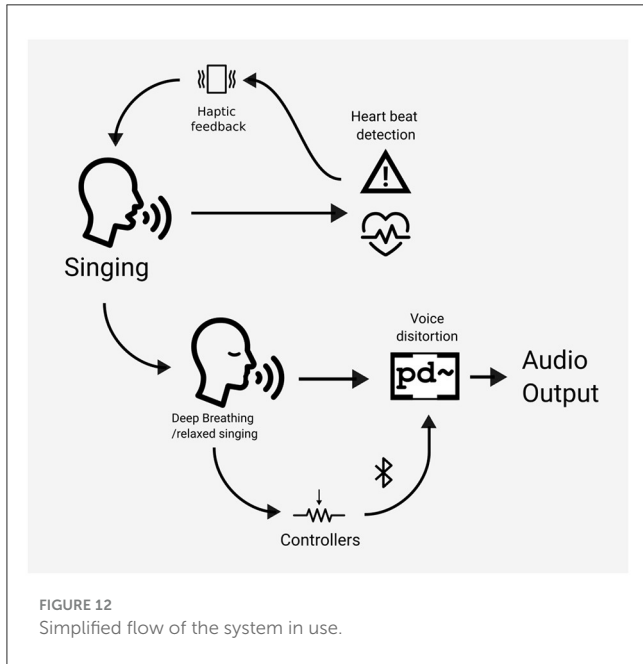 Haptic
feedback
Heart beat
detection
!
Singing
Voice
disitortion
pd~
Audio
Output
Deep Breathing
/relaxed singing
Controllers
FIGURE 12
Simplified flow of the system in use.